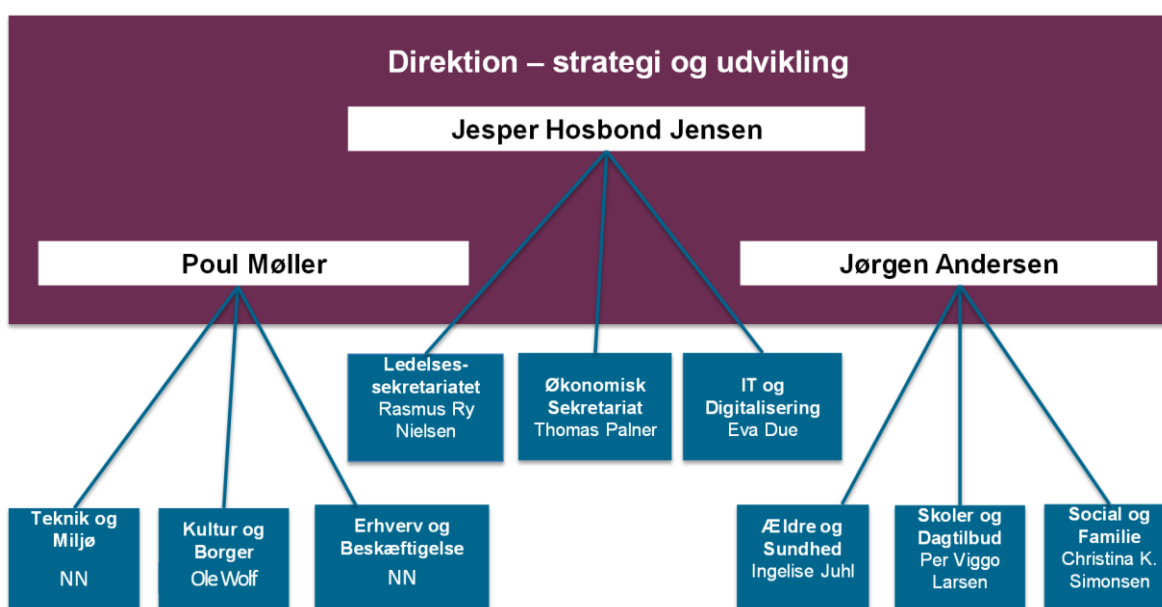 Direktion – strategi og udvikling
Jesper Hosbond Jensen
Poul Møller
Jørgen Andersen
Ledelses-
sekretariatet
Rasmus Ry
Nielsen
Økonomisk
Sekretariat
Thomas Palner
IT og
Digitalisering
Eva Due
Teknik og
Miljø
NN
Kultur og
Borger
Ole Wolf
Erhverv og
Beskæftigelse
NN
Ældre og
Sundhed
Ingelise Juhl
Skoler og
Dagtilbud
Per Viggo
Larsen
Social og
Familie
Christina K.
Simonsen